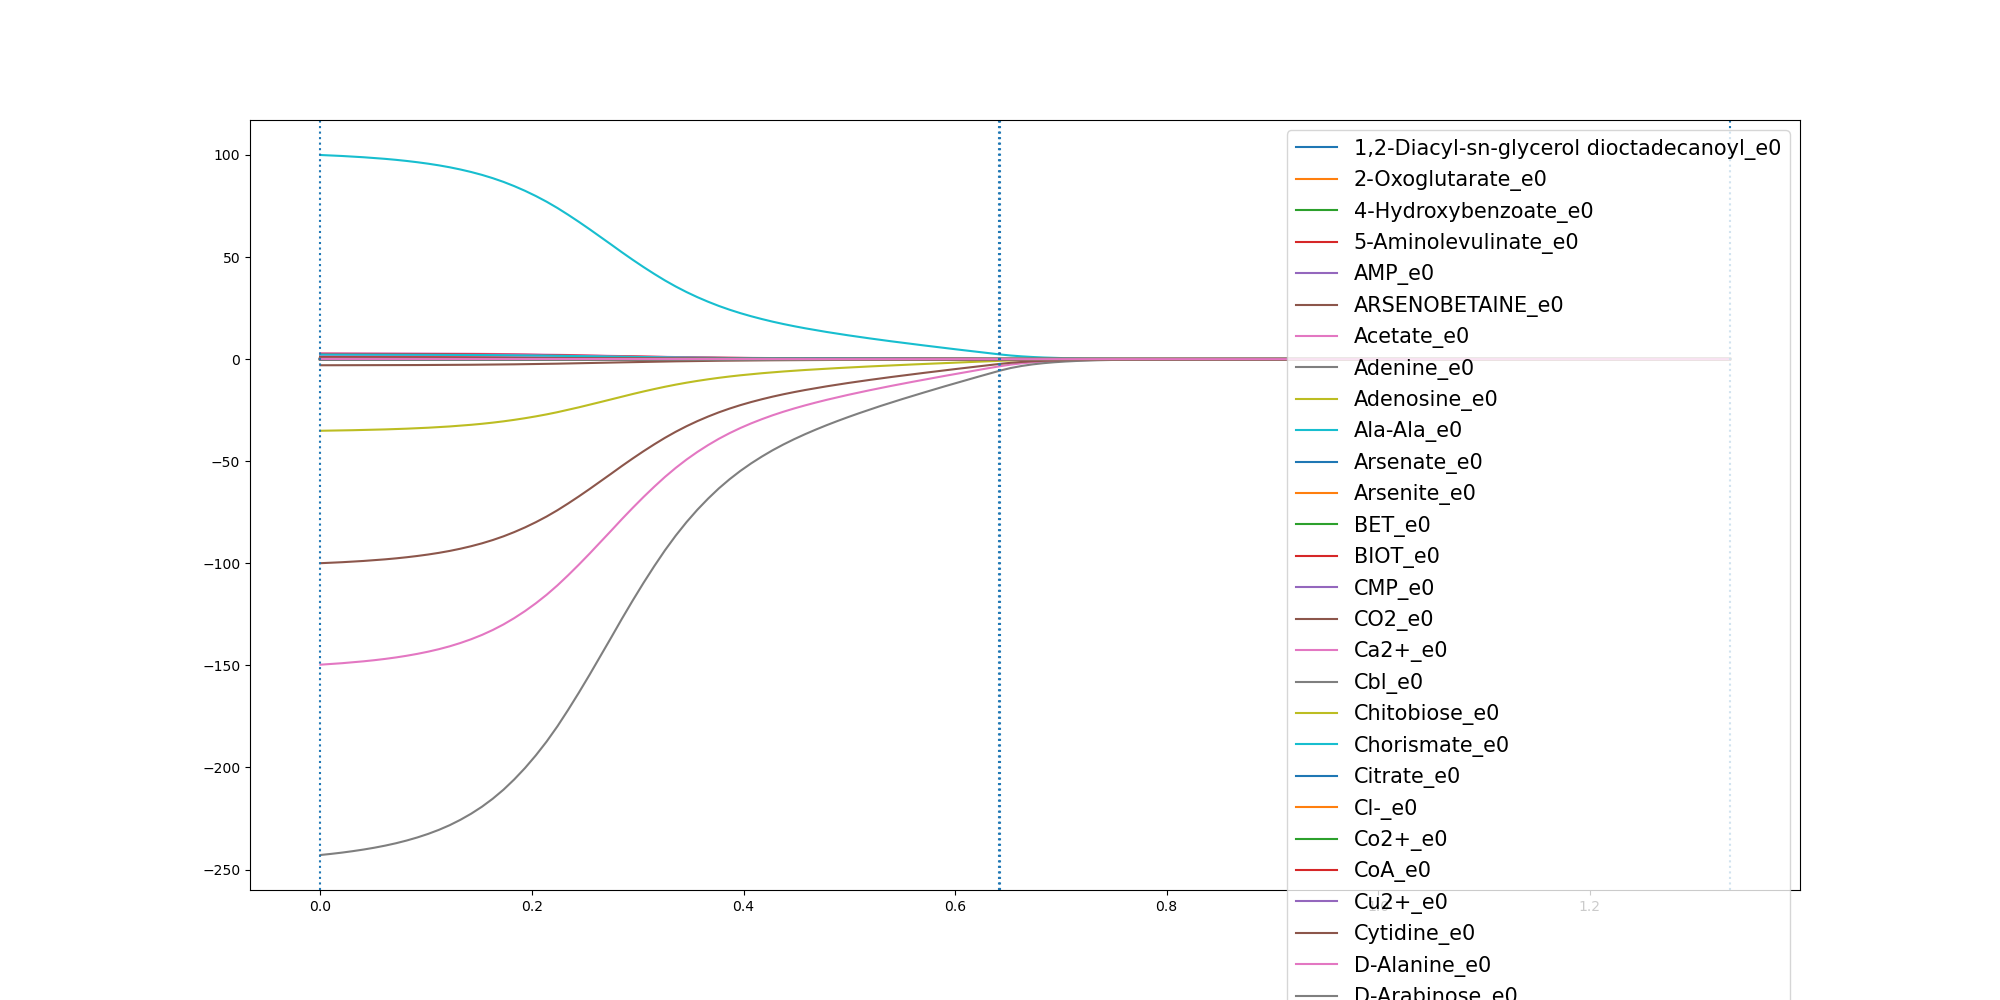 100
50
0
−50
−100
−150
−200
−250
0.0
0.2
0.4
0.6
0.8
1.2
1,2-Diacyl-sn-glycerol dioctadecanoyl_e0
2-Oxoglutarate_e0
4-Hydroxybenzoate_e0
5-Aminolevulinate_e0
AMP_e0
ARSENOBETAINE_e0
Acetate_e0
Adenine_e0
Adenosine_e0
Ala-Ala_e0
Arsenate_e0
Arsenite_e0
BET_e0
BIOT_e0
CMP_e0
CO2_e0
Ca2+_e0
Cbl_e0
Chitobiose_e0
Chorismate_e0
Citrate_e0
Cl-_e0
Co2+_e0
CoA_e0
Cu2+_e0
Cytidine_e0
D-Alanine_e0
D-Arabinose_e0